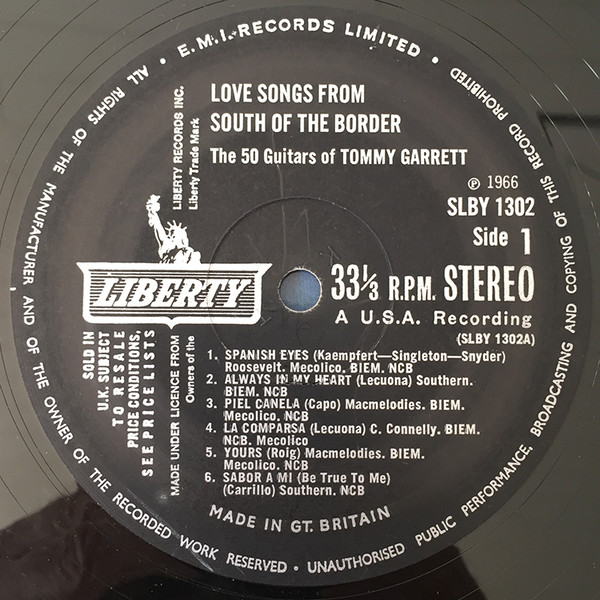 • E.M.I. RECORDS LIMITED •
ALL RIGHTS OF THE MANUFACTURER AND OF THE OWNER OF THE RECORDED WORK RESERVED • UNAUTHORISED PUBLIC PERFORMANCE, BROADCASTING AND COPYING OF THIS RECORD PROHIBITED
LOVE SONGS FROM
SOUTH OF THE BORDER
The 50 Guitars of TOMMY GARRETT
LIBERTY RECORDS INC.
Liberty Trade Mark
℗ 1966
SLBY 1302
Side 1
LIBERTY
33⅓ R.P.M. STEREO
A U.S.A. Recording
(SLBY 1302A)
SOLD IN
U.K. SUBJECT
TO RESALE
PRICE CONDITIONS,
SEE PRICE LISTS
MADE UNDER LICENCE FROM
Owners of the
1. SPANISH EYES (Kaempfert—Singleton—Snyder)
Roosevelt. Mecolico. BIEM. NCB
2. ALWAYS IN MY HEART (Lecuona) Southern.
BIEM. NCB
3. PIEL CANELA (Capo) Macmelodies. BIEM.
Mecolico. NCB
4. LA COMPARSA (Lecuona) C. Connelly. BIEM.
NCB. Mecolico
5. YOURS (Roig) Macmelodies. BIEM.
Mecolico. NCB
6. SABOR A MI (Be True To Me)
(Carrillo) Southern. NCB
MADE IN GT. BRITAIN